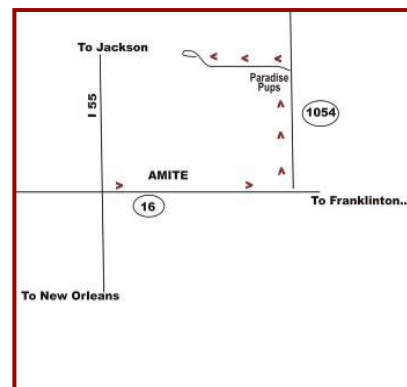 To Jackson
Paradise
Pups
I 55
1054
AMITE
16
To Franklinton..
To New Orleans